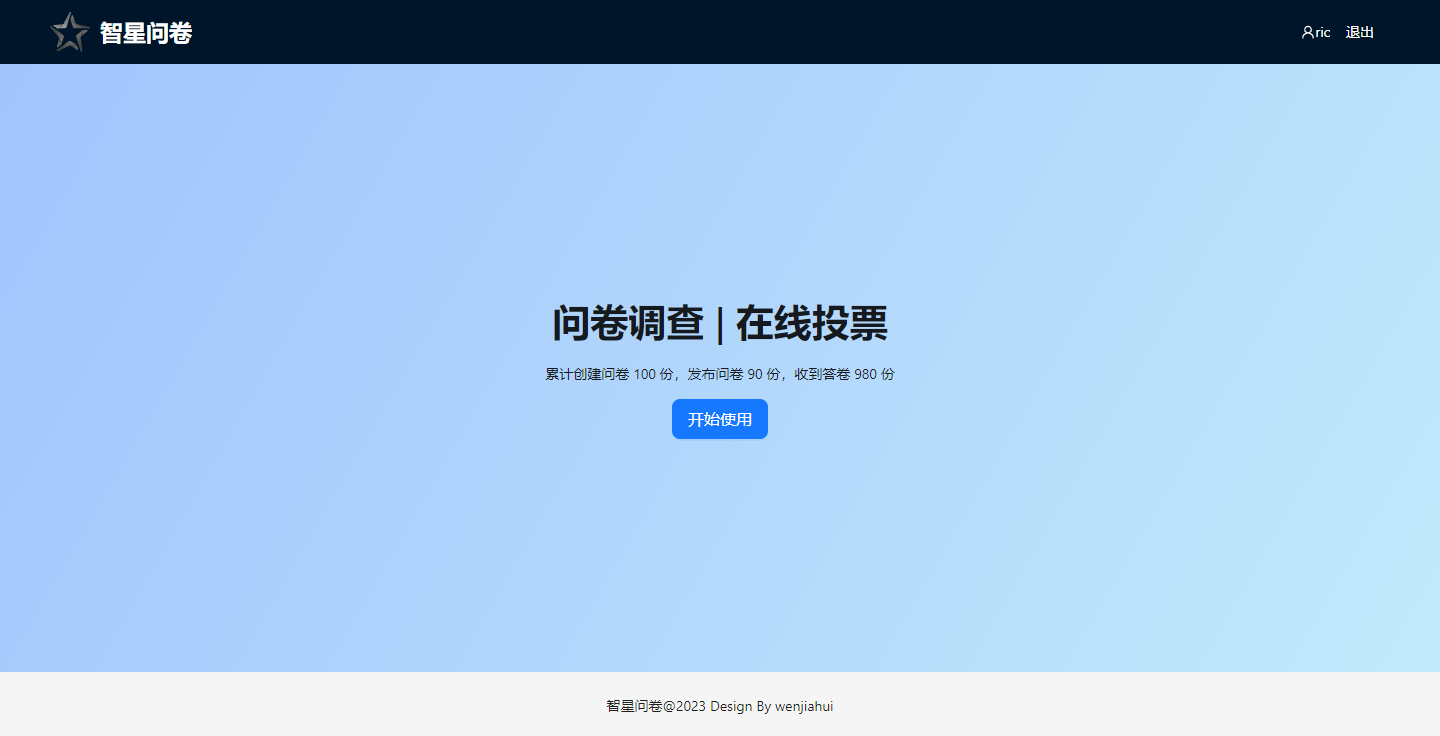 智星问卷
ric 退出
问卷调查 | 在线投票
累计创建问卷 100 份，发布问卷 90 份，收到答卷 980 份
开始使用
智星问卷@2023 Design By wenjiahui